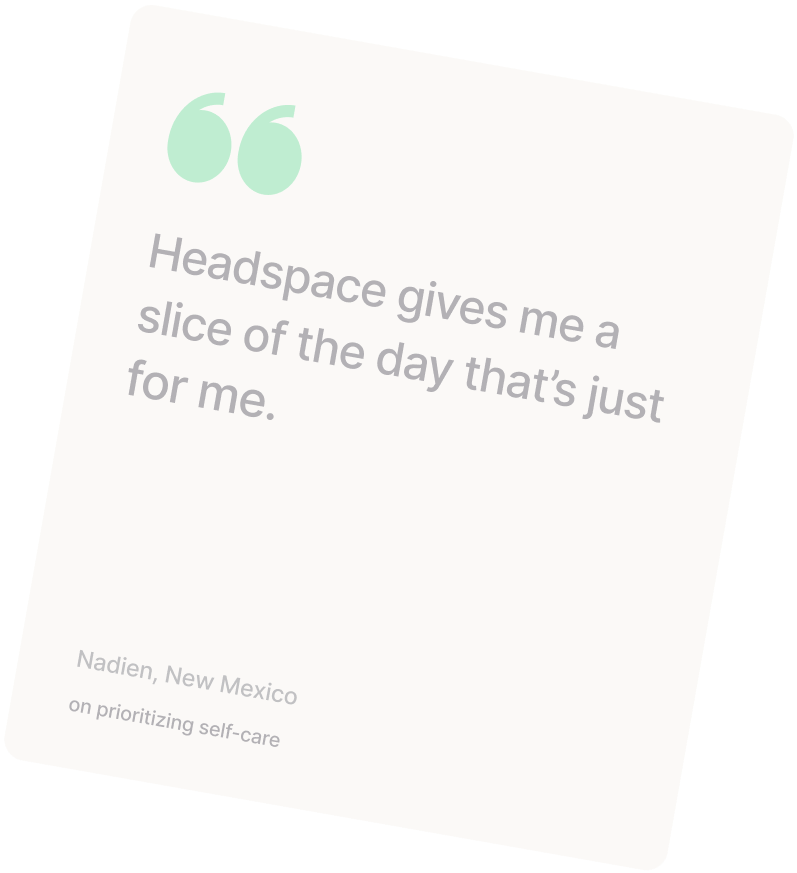 “
Headspace gives me a
slice of the day that’s just
for me.
Nadien, New Mexico
on prioritizing self-care